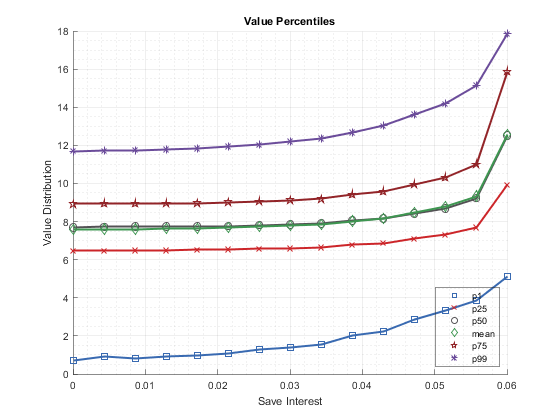 Value Percentiles
18
16
14
12
10
8
6
4
2
0
Value Distribution
p1
p25
p50
mean
p75
p99
0
0.01
0.02
0.03
0.04
0.05
0.06
Save Interest